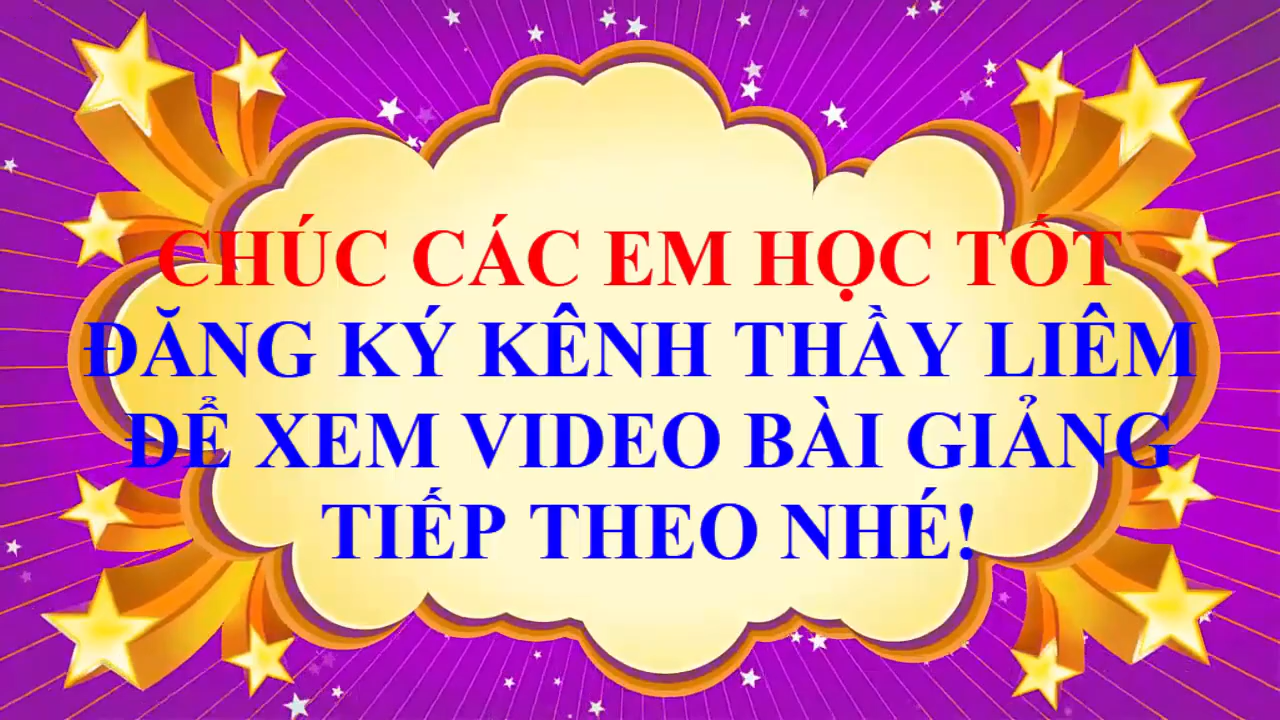 CHÚC CÁC EM HỌC TỐT
ĐĂNG KÝ KÊNH THẦY LIÊM
ĐỂ XEM VIDEO BÀI GIẢNG
TIẾP THEO NHÉ!